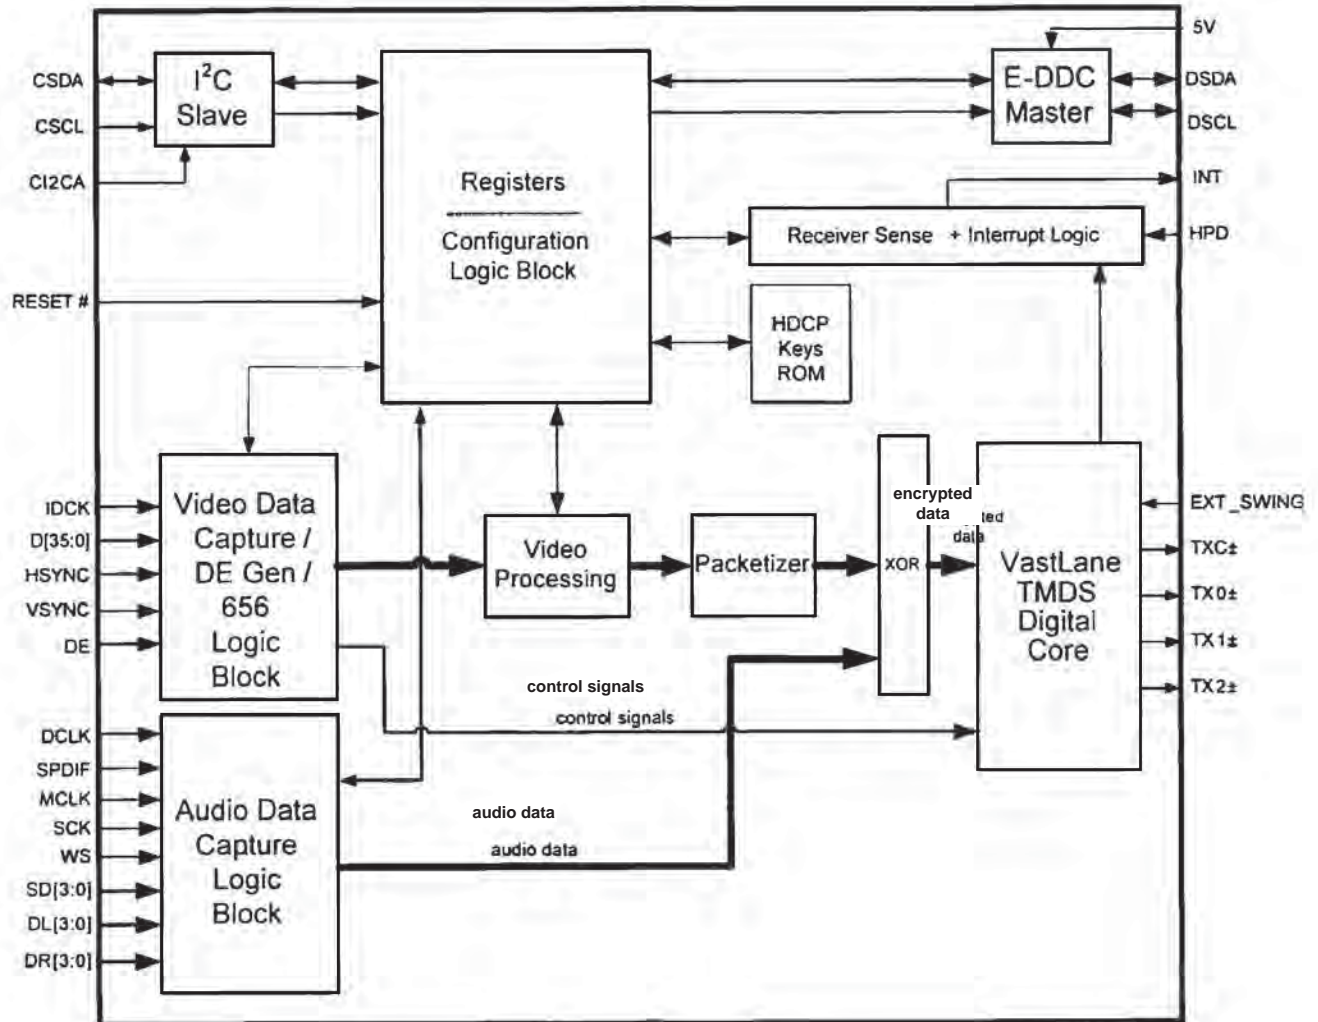 CSDA
CSCL
CI2CA
RESET #
IDCK
D[35:0]
HSYNC
VSYNC
DE
DCLK
SPDIF
MCLK
SCK
WS
SD[3:0]
DL[3:0]
DR[3:0]
I²C
Slave
Registers
Configuration
Logic Block
E-DDC
Master
5V
DSDA
DSCL
INT
HPD
Receiver Sense + Interrupt Logic
HDCP
Keys
ROM
Video Data
Capture /
DE Gen /
656
Logic
Block
Video
Processing
Packetizer
XOR
encrypted
data
data
VastLane
TMDS
Digital
Core
EXT_SWING
TXC±
TX0±
TX1±
TX2±
control signals
control signals
Audio Data
Capture
Logic
Block
audio data
audio data